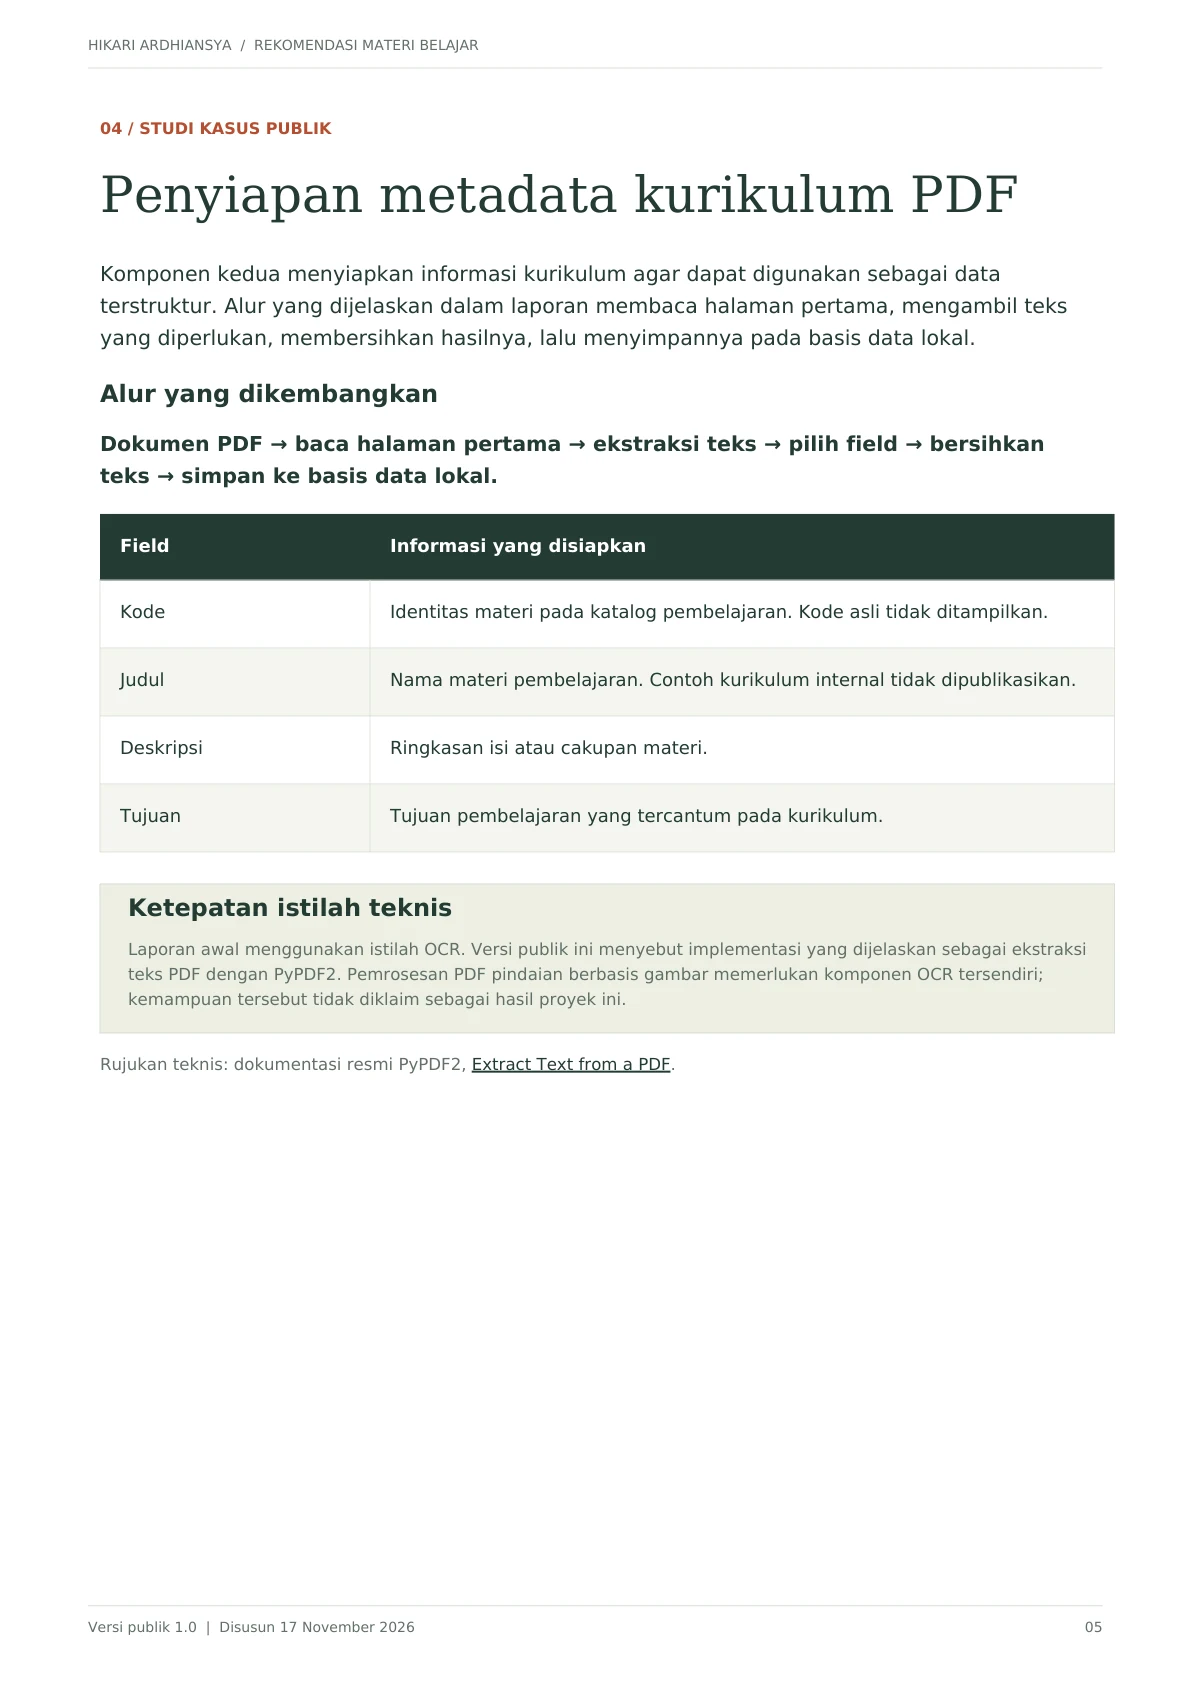 HIKARI ARDHIANSYA / REKOMENDASI MATERI BELAJAR
04 / STUDI KASUS PUBLIK
Penyiapan metadata kurikulum PDF
Komponen kedua menyiapkan informasi kurikulum agar dapat digunakan sebagai data
terstruktur. Alur yang dijelaskan dalam laporan membaca halaman pertama, mengambil teks
yang diperlukan, membersihkan hasilnya, lalu menyimpannya pada basis data lokal.
Alur yang dikembangkan
Dokumen PDF → baca halaman pertama → ekstraksi teks → pilih field → bersihkan
teks → simpan ke basis data lokal.
Field Informasi yang disiapkan
Kode Identitas materi pada katalog pembelajaran. Kode asli tidak ditampilkan.
Judul Nama materi pembelajaran. Contoh kurikulum internal tidak dipublikasikan.
Deskripsi Ringkasan isi atau cakupan materi.
Tujuan Tujuan pembelajaran yang tercantum pada kurikulum.
Ketepatan istilah teknis
Laporan awal menggunakan istilah OCR. Versi publik ini menyebut implementasi yang dijelaskan sebagai ekstraksi
teks PDF dengan PyPDF2. Pemrosesan PDF pindaian berbasis gambar memerlukan komponen OCR tersendiri;
kemampuan tersebut tidak diklaim sebagai hasil proyek ini.
Rujukan teknis: dokumentasi resmi PyPDF2, Extract Text from a PDF.
Versi publik 1.0 | Disusun 17 November 2026 05